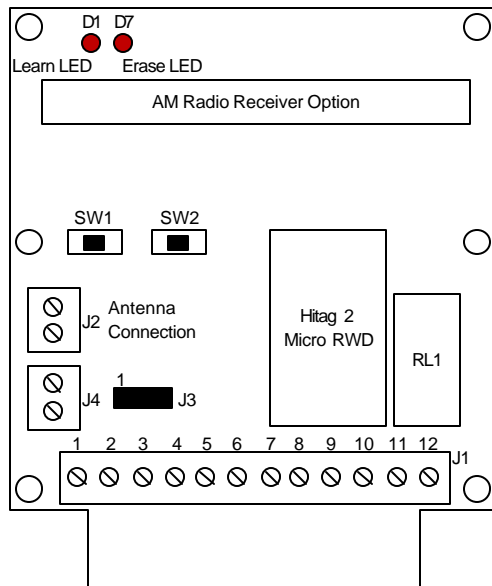 D1 D7
Learn LED Erase LED
AM Radio Receiver Option
SW1 SW2
J2 Antenna
Connection
Hitag 2
Micro RWD
RL1
J4 1 J3
1 2 3 4 5 6 7 8 9 10 11 12
J1